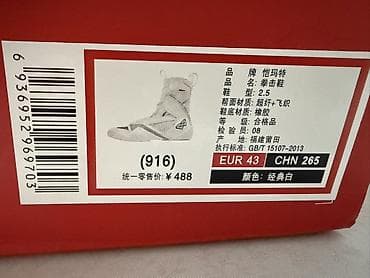 6936952969703
(916)
统一零售价:￥488
品 牌: 恺玛特
品 名: 拳击鞋
鞋 型: 2.5
帮面材质: 超纤+飞织
鞋底材质: 橡胶
等 级: 合格品
检 验 员: 08
产 地: 福建莆田
执行标准: GB/T 15107-2013
EUR 43
CHN 265
颜色: 经典白